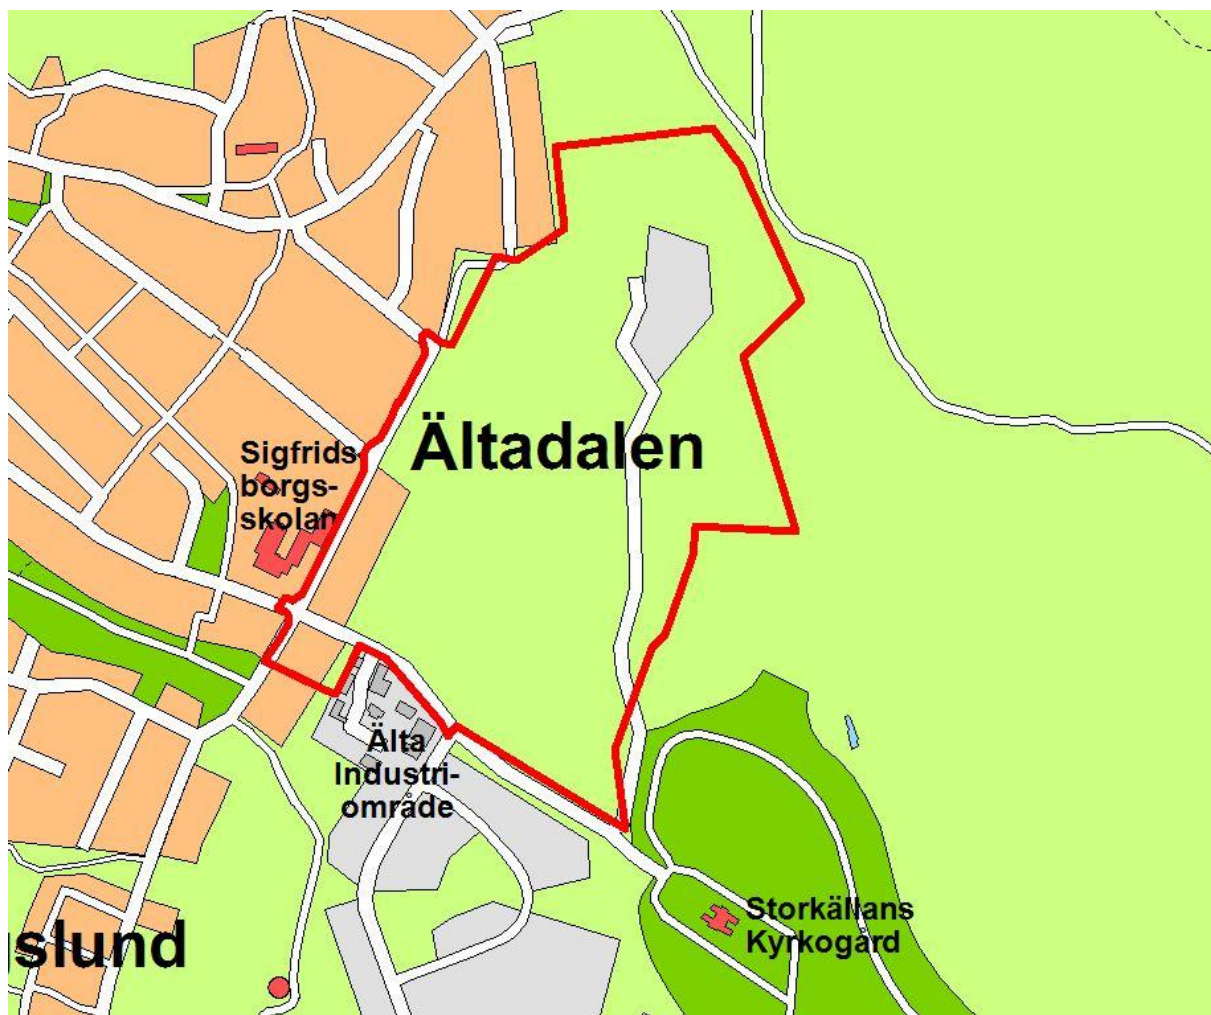 Ältadalen
Sigfrids-
borgs-
skolan
Älta
Industri-
område
Storkällans
Kyrkogård
slund